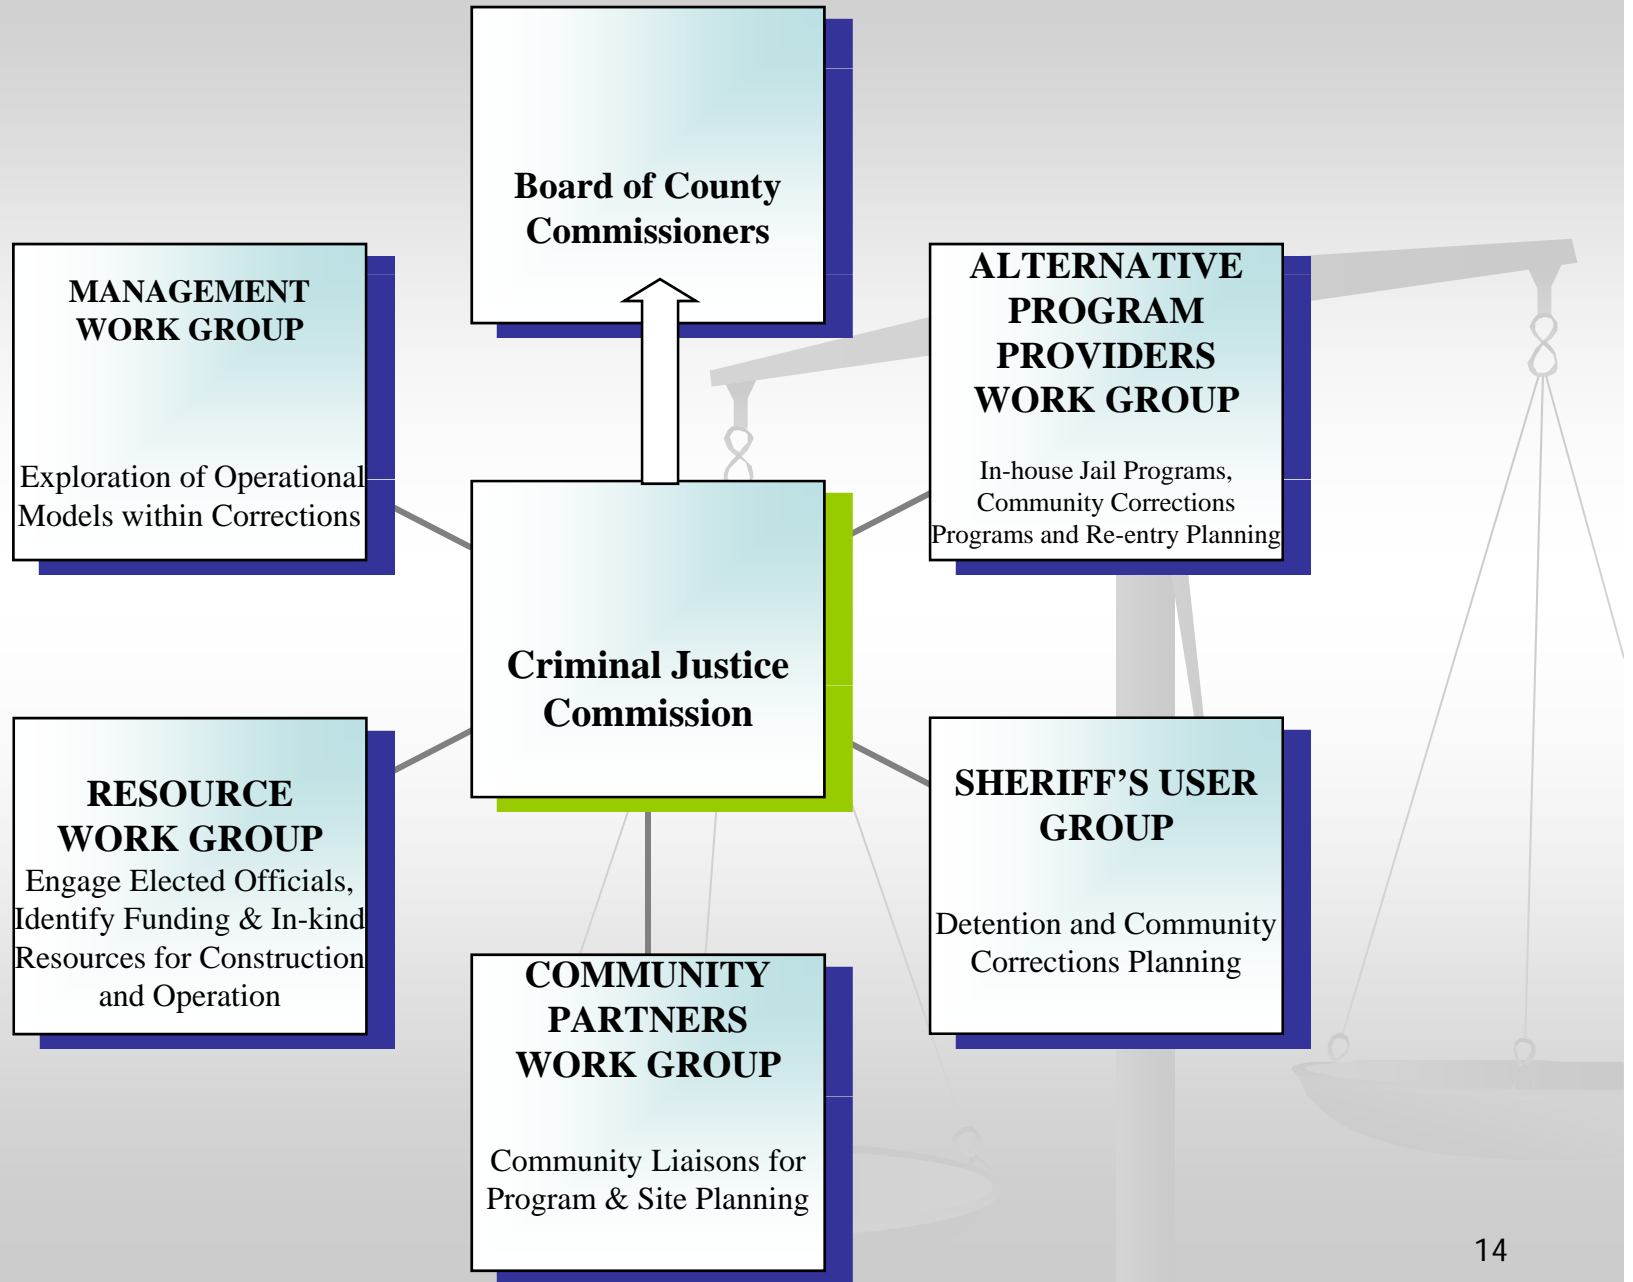 Board of County
Commissioners
MANAGEMENT
WORK GROUP
Exploration of Operational
Models within Corrections
ALTERNATIVE
PROGRAM
PROVIDERS
WORK GROUP
In-house Jail Programs,
Community Corrections
Programs and Re-entry Planning
Criminal Justice
Commission
RESOURCE
WORK GROUP
Engage Elected Officials,
Identify Funding & In-kind
Resources for Construction
and Operation
SHERIFF’S USER
GROUP
Detention and Community
Corrections Planning
COMMUNITY
PARTNERS
WORK GROUP
Community Liaisons for
Program & Site Planning
14